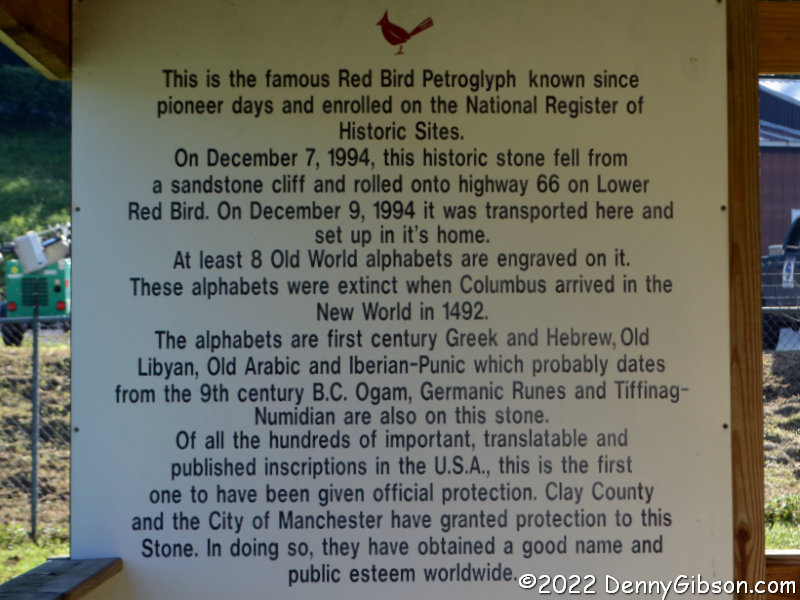 This is the famous Red Bird Petroglyph known since
pioneer days and enrolled on the National Register of
Historic Sites.
On December 7, 1994, this historic stone fell from
a sandstone cliff and rolled onto highway 66 on Lower
Red Bird. On December 9, 1994 it was transported here and
set up in it's home.
At least 8 Old World alphabets are engraved on it.
These alphabets were extinct when Columbus arrived in the
New World in 1492.
The alphabets are first century Greek and Hebrew, Old
Libyan, Old Arabic and Iberian-Punic which probably dates
from the 9th century B.C. Ogam, Germanic Runes and Tiffinag-
Numidian are also on this stone.
Of all the hundreds of important, translatable and
published inscriptions in the U.S.A., this is the first
one to have been given official protection. Clay County
and the City of Manchester have granted protection to this
Stone. In doing so, they have obtained a good name and
public esteem worldwide.
©2022 DennyGibson.com